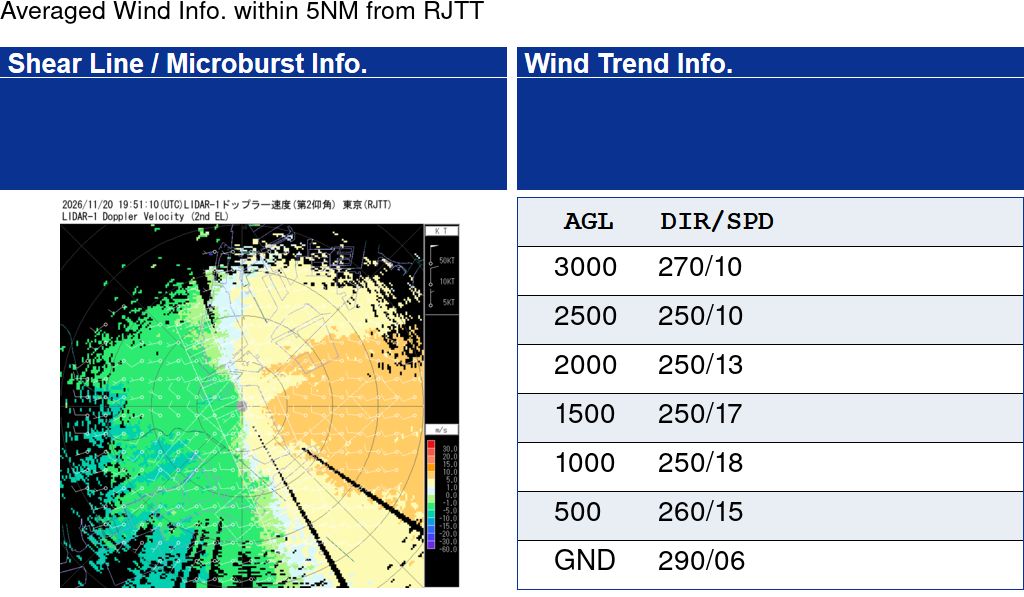 Averaged Wind Info. within 5NM from RJTT
Shear Line / Microburst Info.
Wind Trend Info.
2026/11/20 19:51:10(UTC)LIDAR-1ドップラー速度(第2仰角) 東京(RJTT)
LIDAR-1 Doppler Velocity (2nd EL)
KT
50KT
10KT
5KT
m/s
30.0
20.0
15.0
10.0
5.0
1.0
0.0
-1.0
-5.0
-10.0
-15.0
-20.0
-30.0
-60.0
AGL DIR/SPD
3000 270/10
2500 250/10
2000 250/13
1500 250/17
1000 250/18
500 260/15
GND 290/06